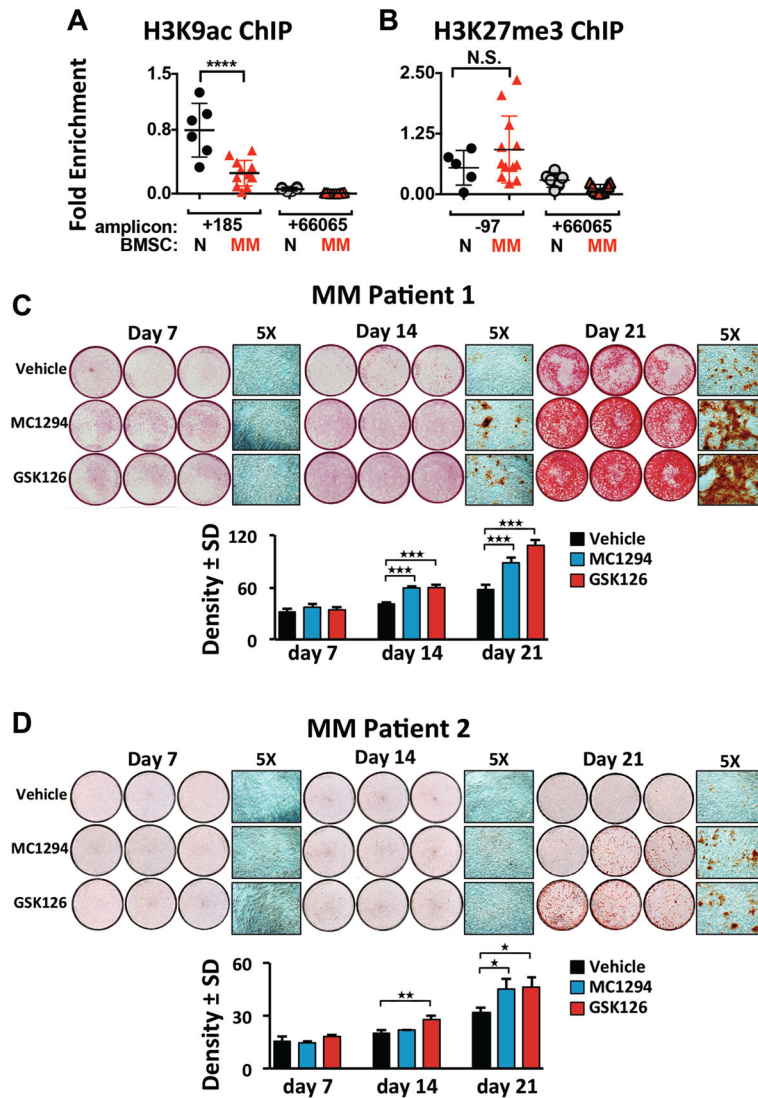 A
H3K9ac ChIP
Fold Enrichment
1.5
0.8
0.0
****
amplicon:
+185
+66065
BMSC:
N
MM
N
MM
B
H3K27me3 ChIP
2.50
1.25
0.00
N.S.
-97
+66065
N
MM
N
MM
C
MM Patient 1
Day 7
5X
Day 14
5X
Day 21
5X
Vehicle
MC1294
GSK126
Density ± SD
120
60
0
★★★
★★★
★★★
★★★
day 7
day 14
day 21
Vehicle
MC1294
GSK126
D
MM Patient 2
Day 7
5X
Day 14
5X
Day 21
5X
Vehicle
MC1294
GSK126
Density ± SD
60
30
0
★★
★
★
day 7
day 14
day 21
Vehicle
MC1294
GSK126